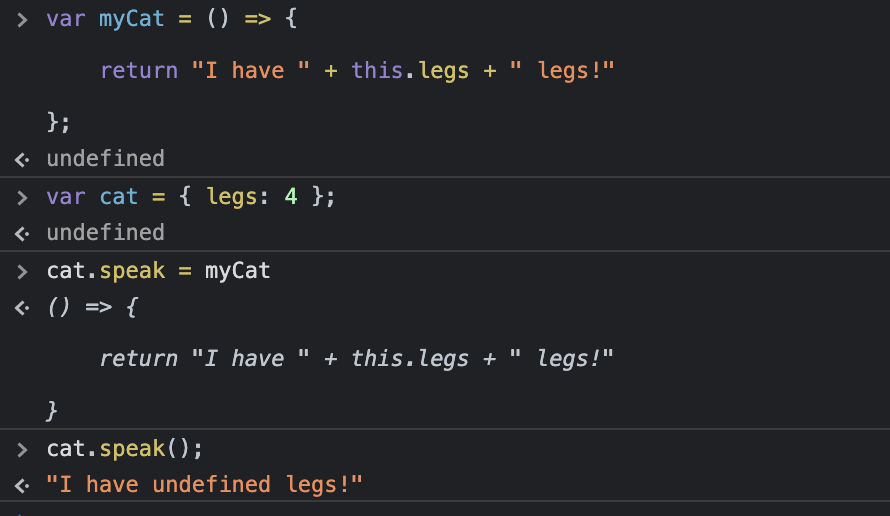 > var myCat = () => {
return "I have " + this.legs + " legs!"
};
<· undefined
> var cat = { legs: 4 };
<· undefined
> cat.speak = myCat
<· () => {
return "I have " + this.legs + " legs!"
}
> cat.speak();
<· "I have undefined legs!"